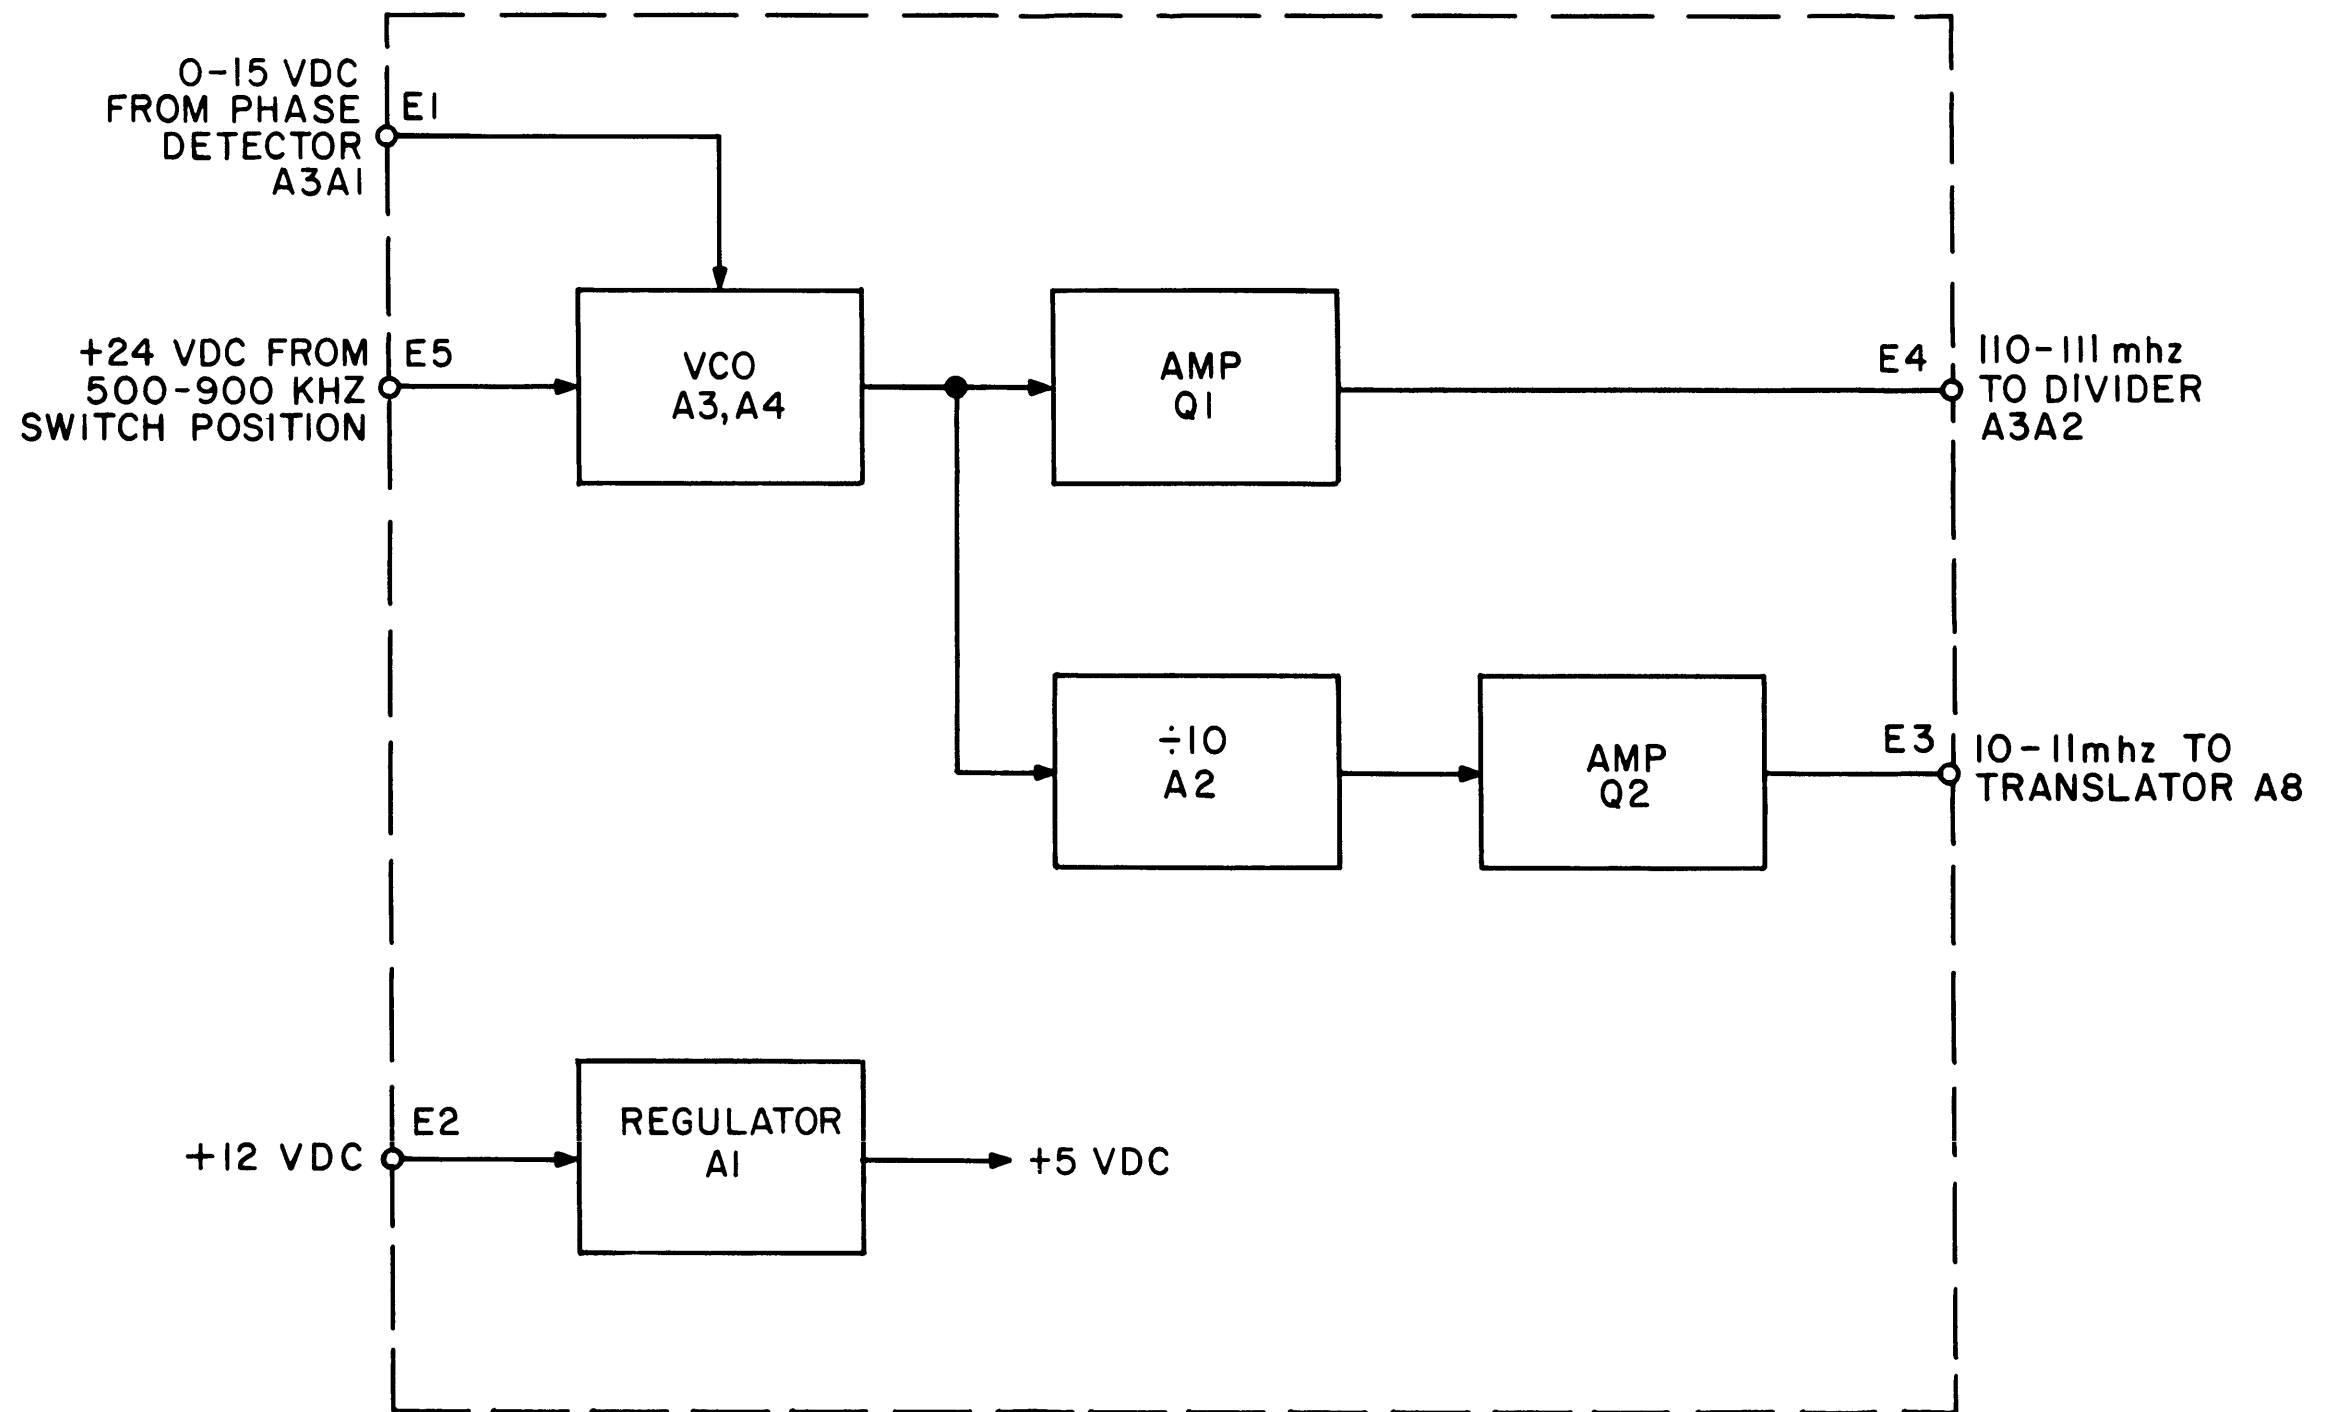 0-15 VDC
FROM PHASE
DETECTOR
A3A1
E1
+24 VDC FROM
500-900 KHZ
SWITCH POSITION
E5
VCO
A3,A4
AMP
Q1
E4
110-111 mhz
TO DIVIDER
A3A2
÷10
A2
AMP
Q2
E3
10-11mhz TO
TRANSLATOR A8
+12 VDC
E2
REGULATOR
A1
+5 VDC